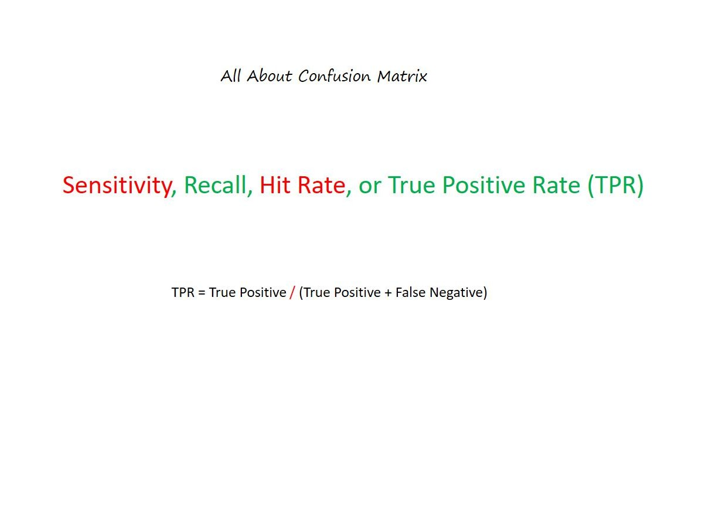 All About Confusion Matrix
Sensitivity, Recall, Hit Rate, or True Positive Rate (TPR)
TPR = True Positive / (True Positive + False Negative)